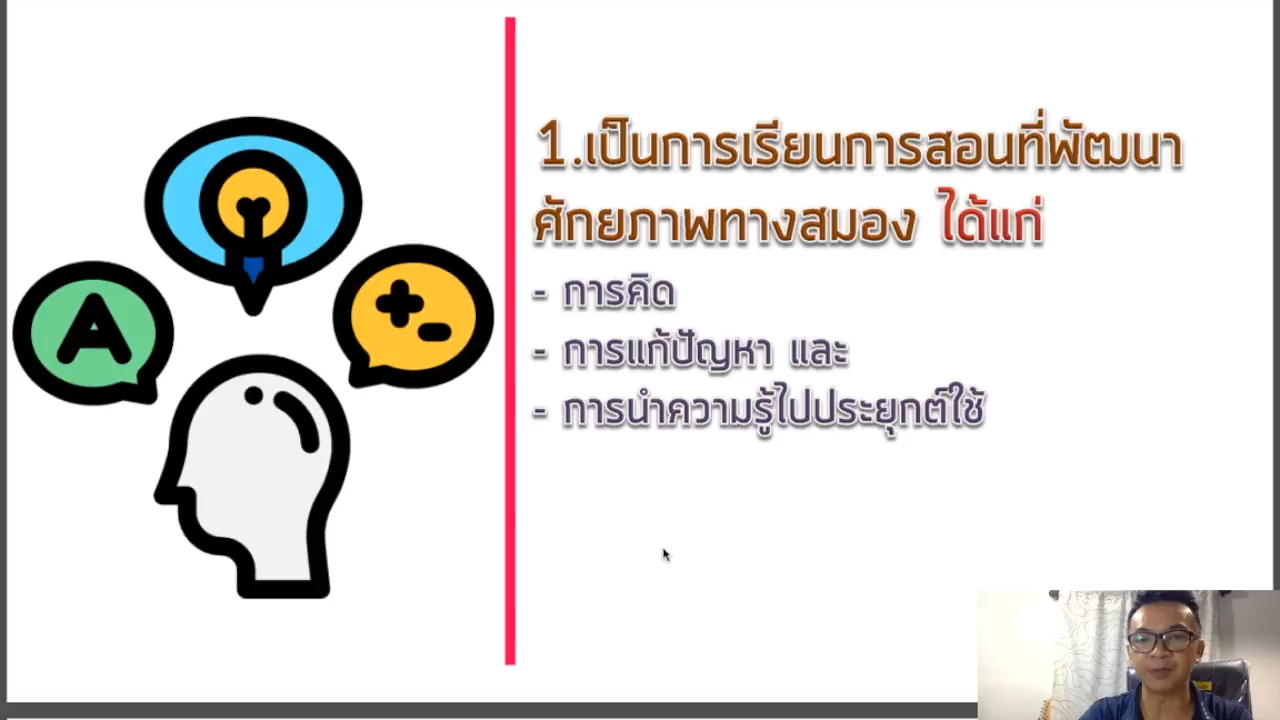 1.เป็นการเรียนการสอนที่พัฒนา
ศักยภาพทางสมอง ได้แก่
- การคิด
- การแก้ปัญหา และ
- การนำความรู้ไปประยุกต์ใช้
A